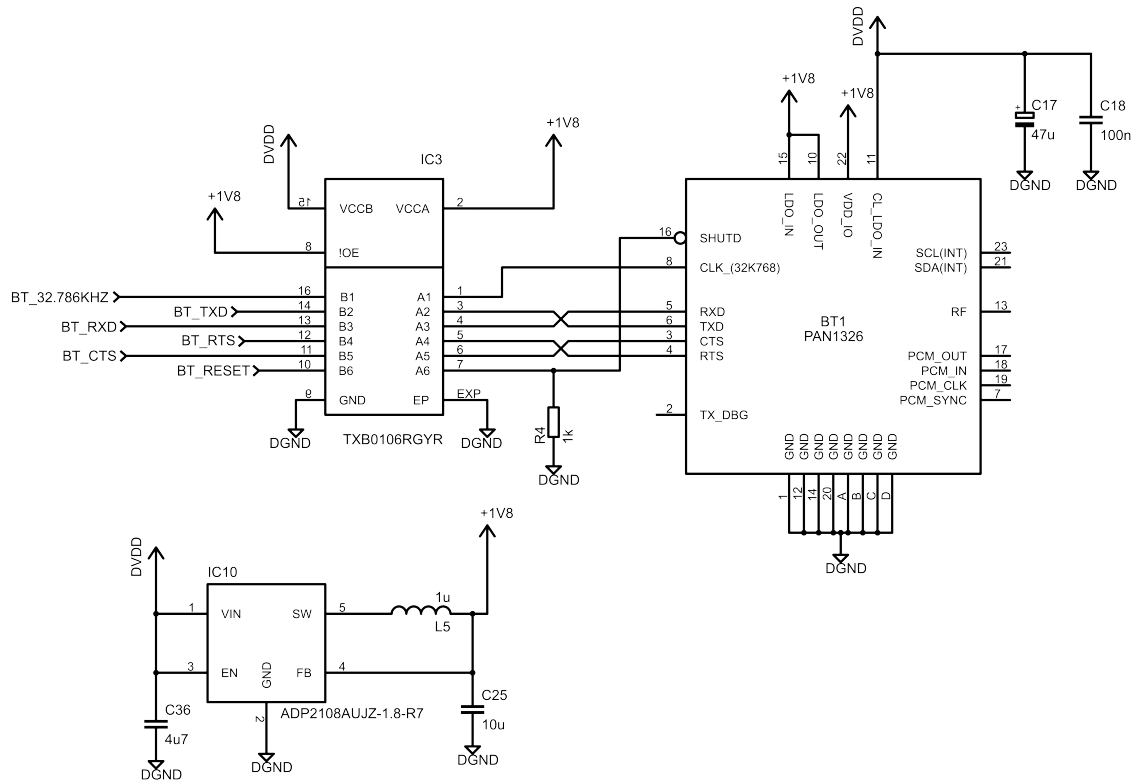 DVDD
+1V8
+1V8
C17
47u
C18
100n
DGND
DGND
15
10
22
11
LDO_IN
LDO_OUT
VDD_IO
CL_LDO_IN
DVDD
+1V8
+1V8
IC3
15
VCCB
VCCA
2
8
!OE
BT_32.786KHZ
16
B1
A1
1
BT_TXD
14
B2
A2
3
BT_RXD
13
B3
A3
4
BT_RTS
12
B4
A4
5
BT_CTS
11
B5
A5
6
BT_RESET
10
B6
A6
7
9
GND
EP
EXP
DGND
DGND
TXB0106RGYR
R4
1k
DGND
16
SHUTD
8
CLK_(32K768)
5
RXD
6
TXD
3
CTS
4
RTS
2
TX_DBG
BT1
PAN1326
SCL(INT)
23
SDA(INT)
21
RF
13
PCM_OUT
17
PCM_IN
18
PCM_CLK
19
PCM_SYNC
7
GND
GND
GND
GND
GND
GND
GND
GND
1
12
14
20
A
B
C
D
DGND
DVDD
+1V8
IC10
1
VIN
SW
5
1u
L5
3
EN
GND
FB
4
2
ADP2108AUJZ-1.8-R7
C36
4u7
DGND
DGND
C25
10u
DGND